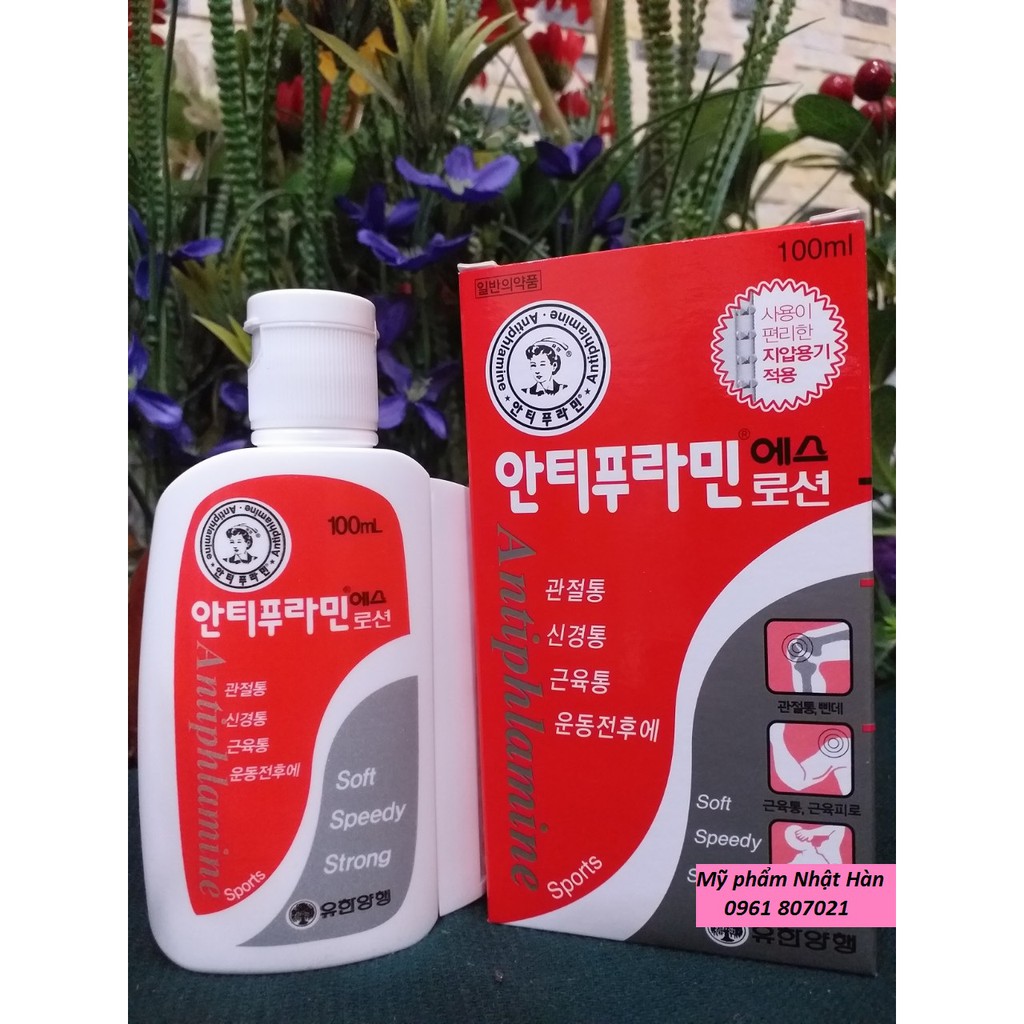 100ml
일반의약품
Antiphlamine · Antiphlamine
안티푸라민®
사용이
편리한
지압용기
적용
안티푸라민® 에스
로션
Antiphlamine
관절통
신경통
근육통
운동전후에
관절통, 삔데
근육통, 근육피로
Soft
Speedy
S
Sports
유한양행
100mL
Antiphlamine · Antiphlamine
안티푸라민®
안티푸라민® 에스
로션
Antiphlamine
관절통
신경통
근육통
운동전후에
Soft
Speedy
Strong
Sports
유한양행
Mỹ phẩm Nhật Hàn
0961 807021